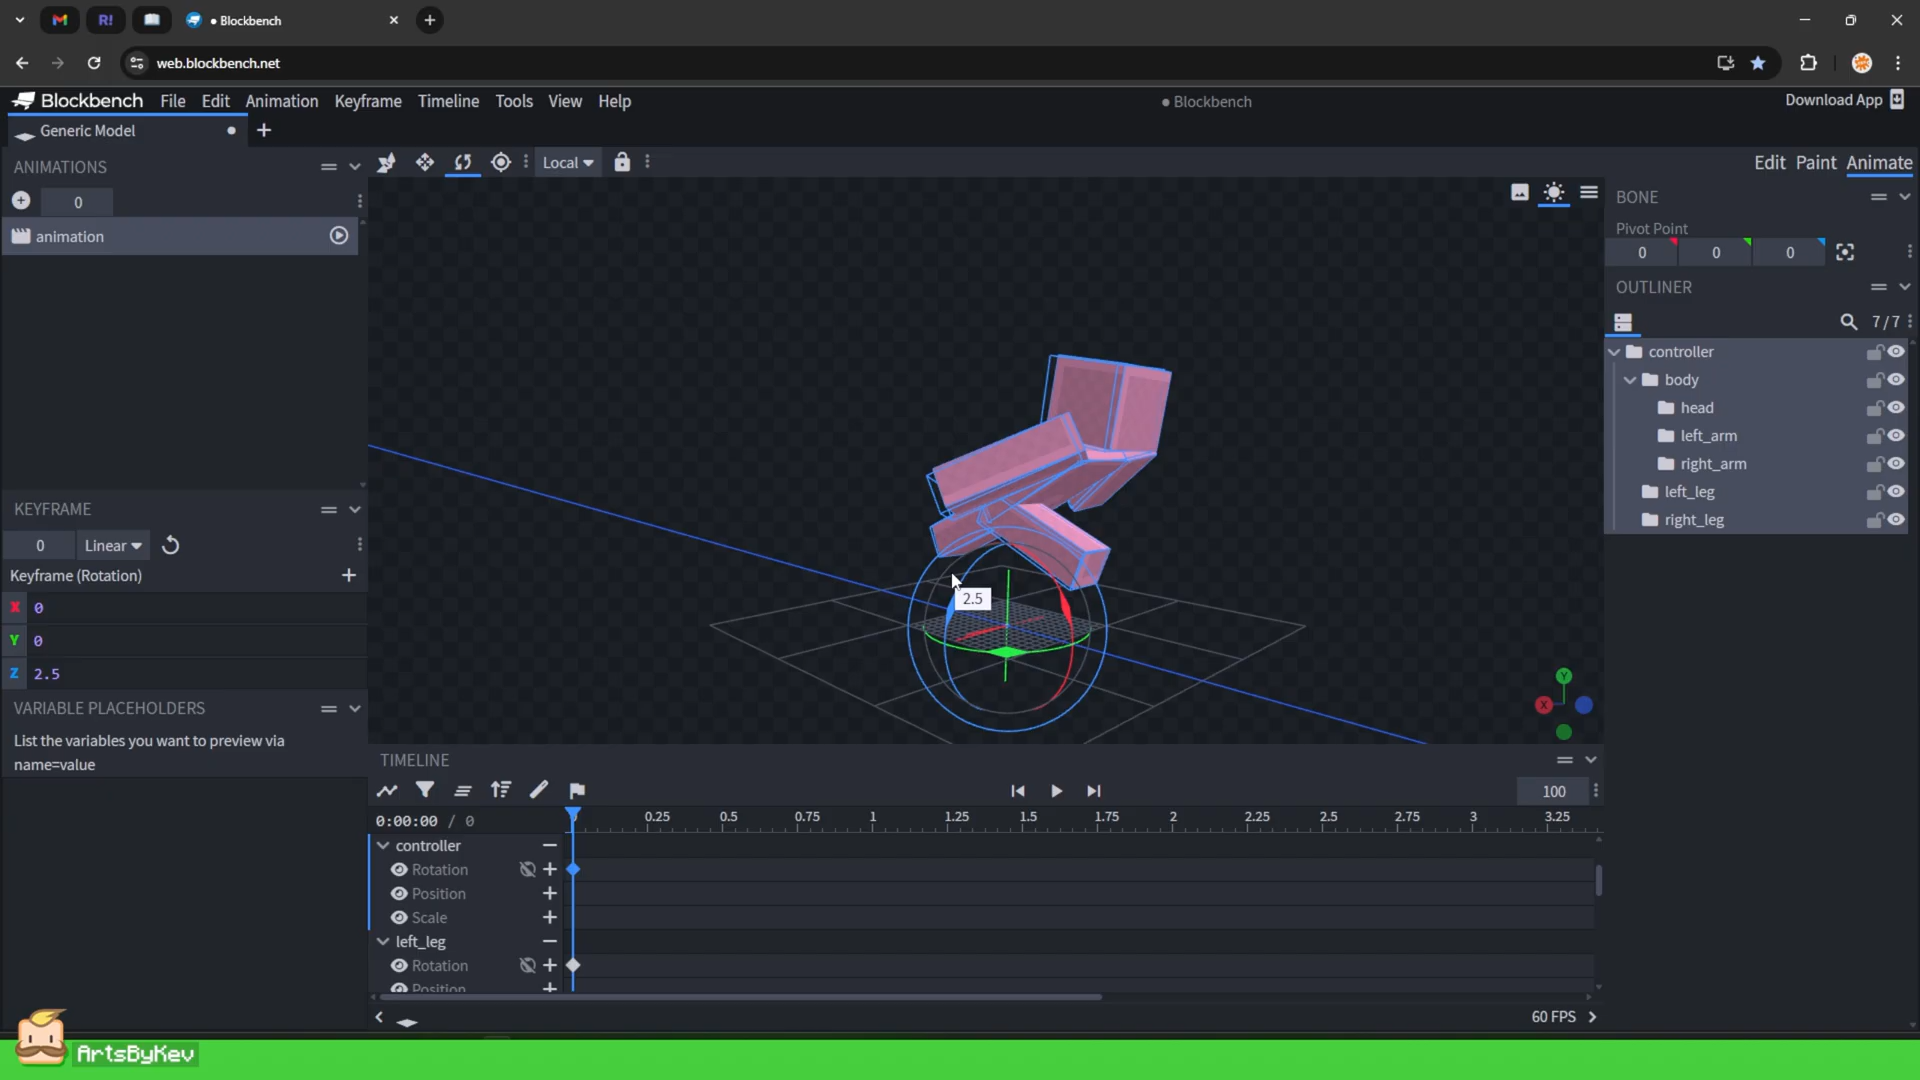 Blockbench
web.blockbench.net
Blockbench File Edit Animation Keyframe Timeline Tools View Help
Blockbench
Download App
Generic Model
ANIMATIONS
0
animation
Local
Edit Paint Animate
BONE
Pivot Point
0 0 0
OUTLINER
7/7
controller
body
head
left_arm
right_arm
left_leg
right_leg
KEYFRAME
0 Linear
Keyframe (Rotation)
X 0
Y 0
Z 2.5
VARIABLE PLACEHOLDERS
List the variables you want to preview via
name=value
2.5
Y
X
TIMELINE
100
0:00:00 / 0
0.25 0.5 0.75 1 1.25 1.5 1.75 2 2.25 2.5 2.75 3 3.25
controller
Rotation
Position
Scale
left_leg
Rotation
Position
60 FPS
ArtsByKev